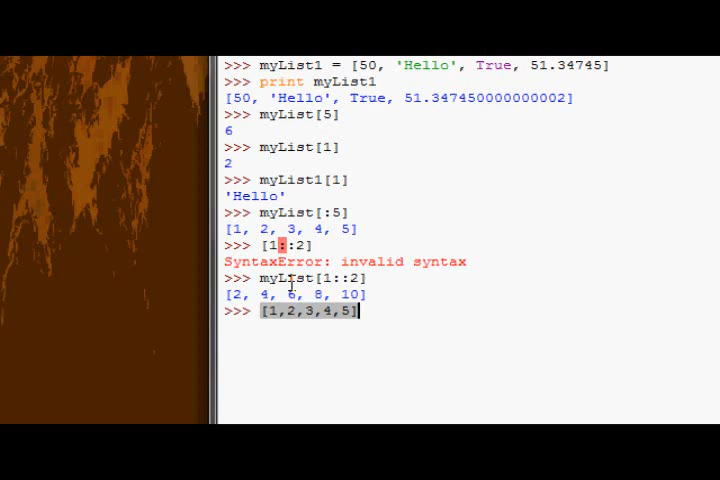 >>> myList1 = [50, 'Hello', True, 51.34745]
>>> print myList1
[50, 'Hello', True, 51.347450000000002]
>>> myList[5]
6
>>> myList[1]
2
>>> myList1[1]
'Hello'
>>> myList[:5]
[1, 2, 3, 4, 5]
>>> [1::2]
SyntaxError: invalid syntax
>>> myList[1::2]
[2, 4, 6, 8, 10]
>>> [1,2,3,4,5]